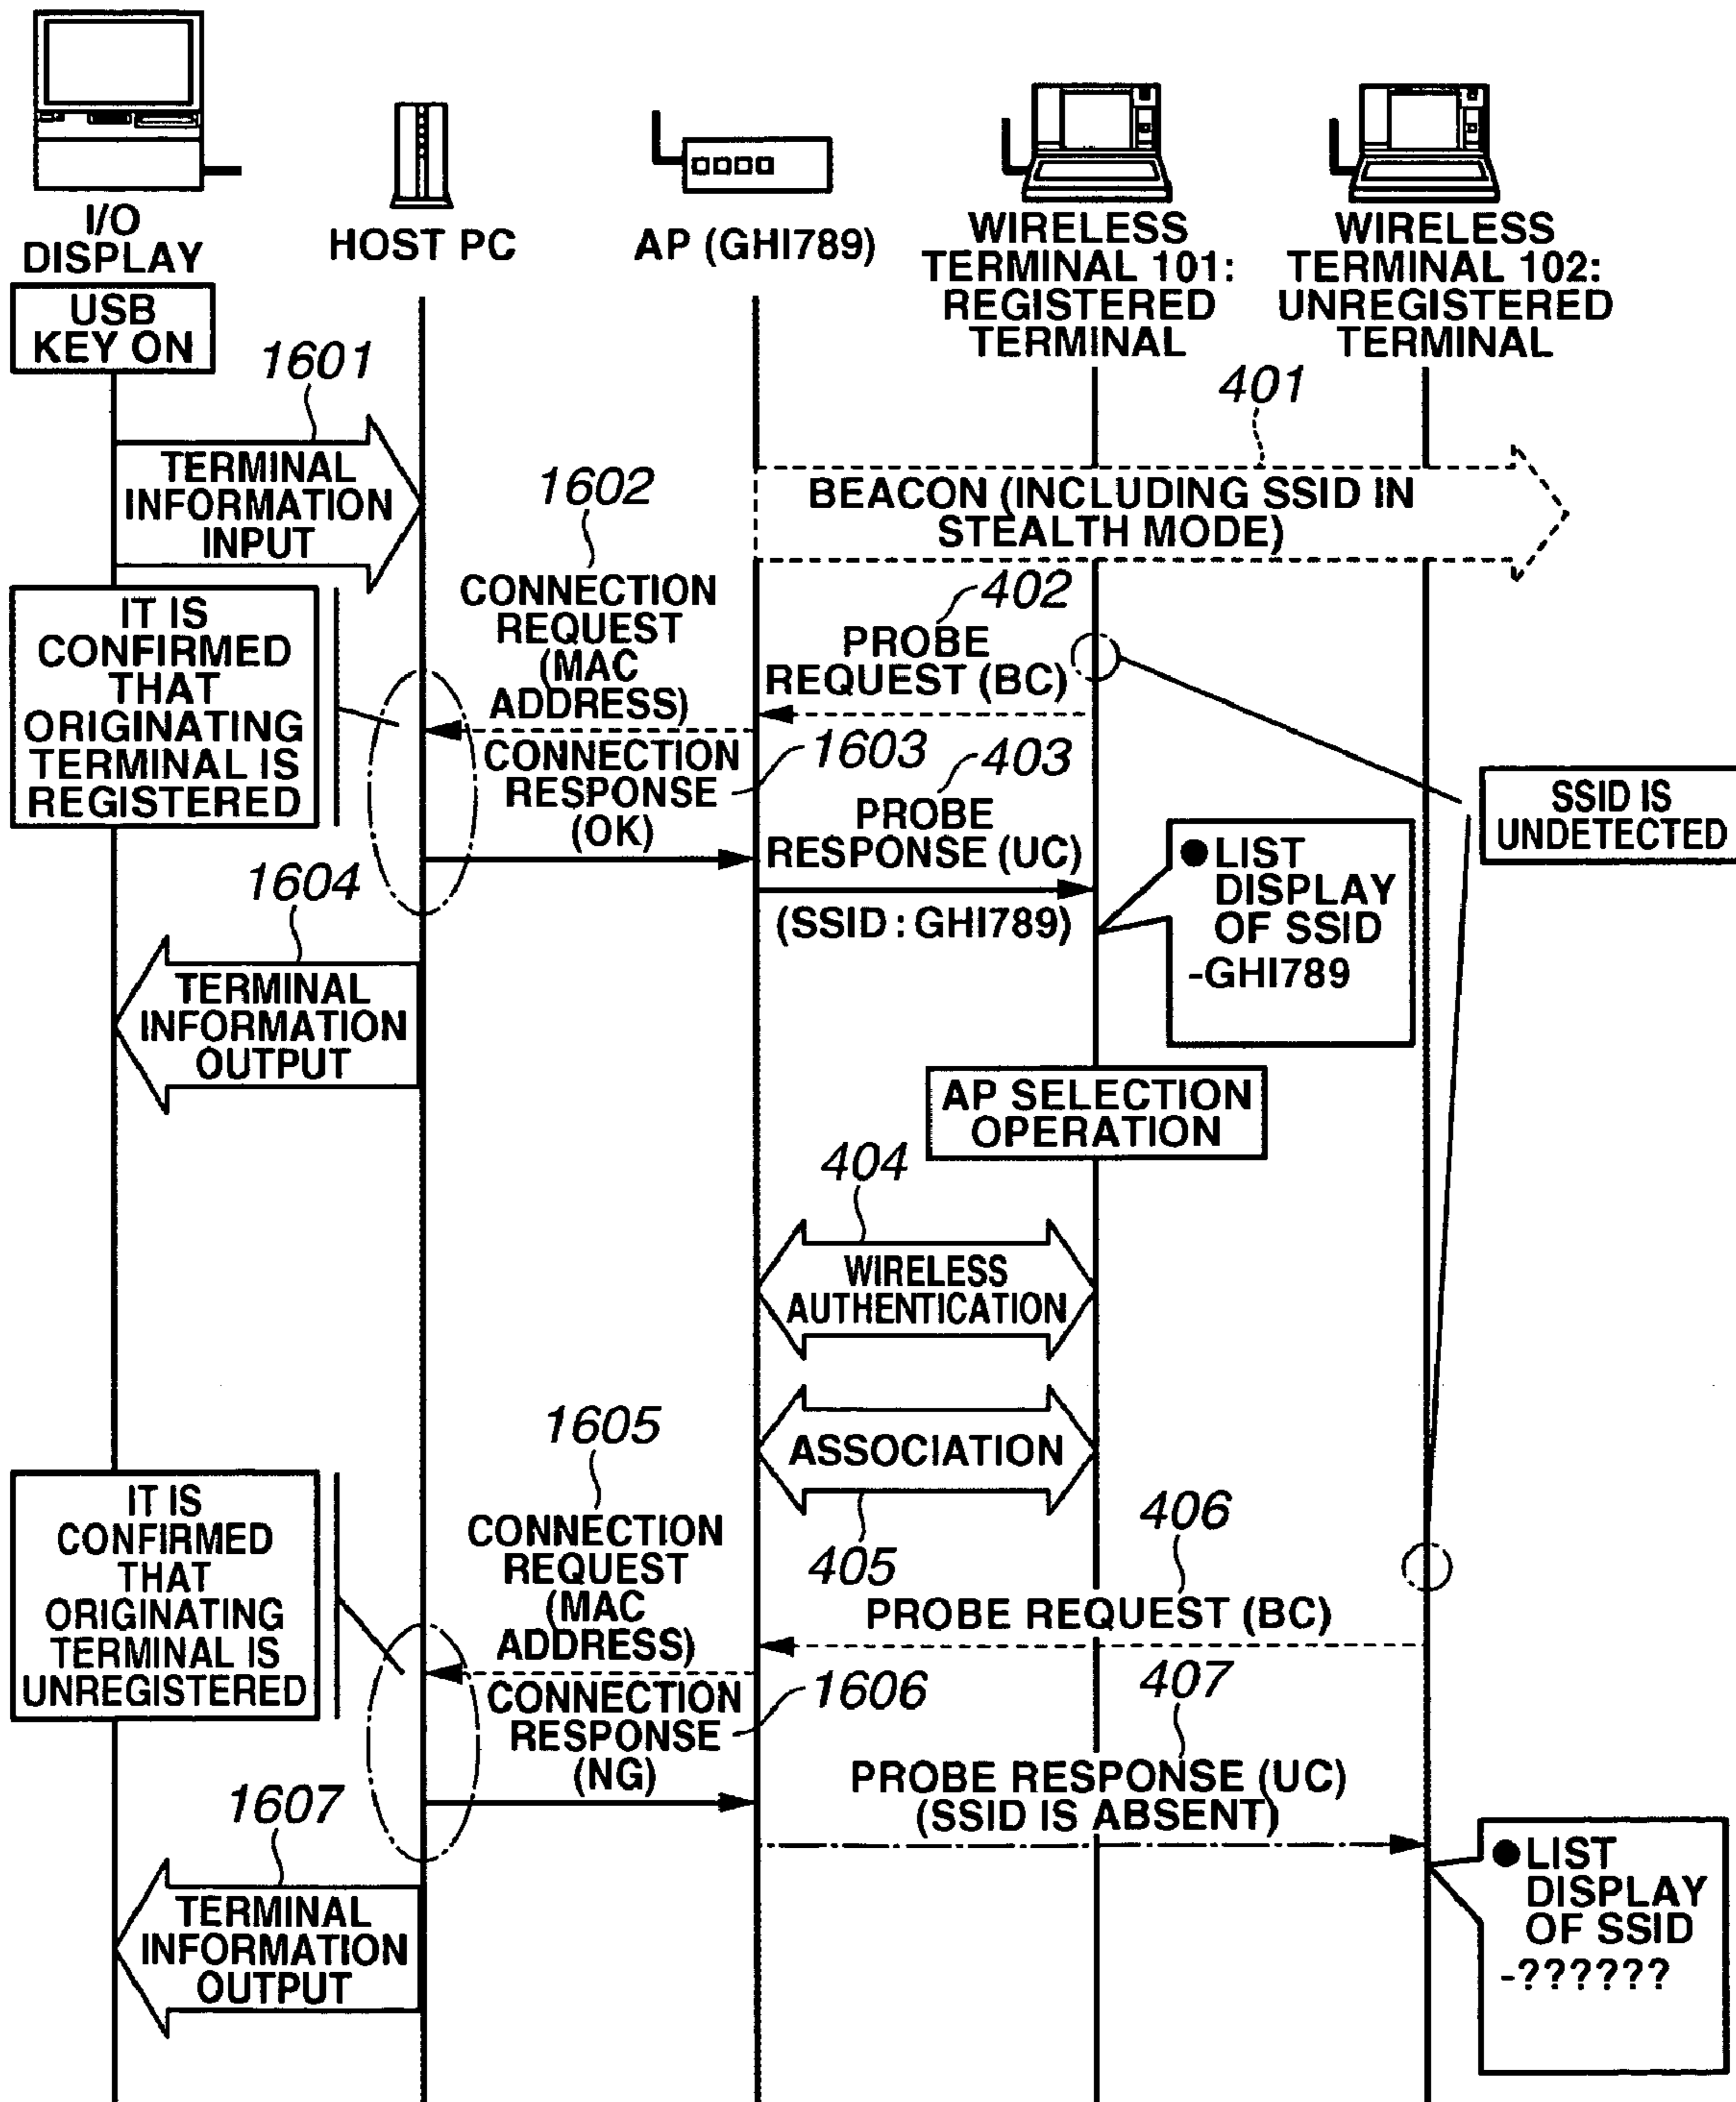 I/O
DISPLAY
HOST PC
AP (GHI789)
WIRELESS
TERMINAL 101:
REGISTERED
TERMINAL
WIRELESS
TERMINAL 102:
UNREGISTERED
TERMINAL
USB
KEY ON
1601
401
TERMINAL
INFORMATION
INPUT
1602
BEACON (INCLUDING SSID IN
STEALTH MODE)
CONNECTION
REQUEST
(MAC
ADDRESS)
402
PROBE
REQUEST (BC)
IT IS
CONFIRMED
THAT
ORIGINATING
TERMINAL IS
REGISTERED
CONNECTION
RESPONSE
(OK)
1603
403
PROBE
RESPONSE (UC)
(SSID : GHI789)
SSID IS
UNDETECTED
●LIST
DISPLAY
OF SSID
-GHI789
1604
TERMINAL
INFORMATION
OUTPUT
AP SELECTION
OPERATION
404
WIRELESS
AUTHENTICATION
ASSOCIATION
405
1605
CONNECTION
REQUEST
(MAC
ADDRESS)
406
PROBE REQUEST (BC)
IT IS
CONFIRMED
THAT
ORIGINATING
TERMINAL IS
UNREGISTERED
CONNECTION
RESPONSE
(NG)
1606
407
PROBE RESPONSE (UC)
(SSID IS ABSENT)
1607
TERMINAL
INFORMATION
OUTPUT
●LIST
DISPLAY
OF SSID
-??????